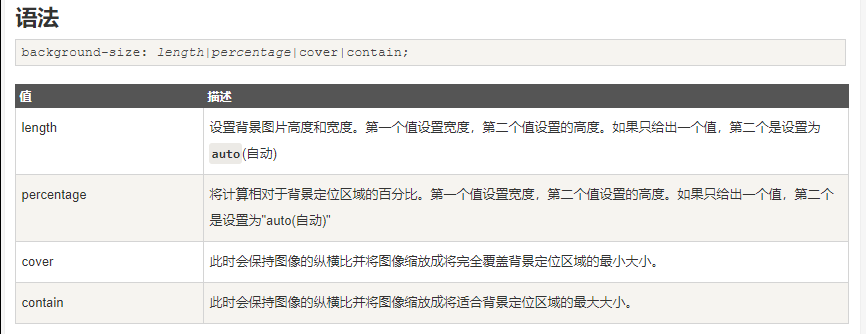 语法
background-size: length|percentage|cover|contain;
值 描述
length 设置背景图片高度和宽度。第一个值设置宽度，第二个值设置的高度。如果只给出一个值，第二个是设置为
auto(自动)
percentage 将计算相对于背景定位区域的百分比。第一个值设置宽度，第二个值设置的高度。如果只给出一个值，第二个
是设置为"auto(自动)"
cover 此时会保持图像的纵横比并将图像缩放成将完全覆盖背景定位区域的最小大小。
contain 此时会保持图像的纵横比并将图像缩放成将适合背景定位区域的最大大小。